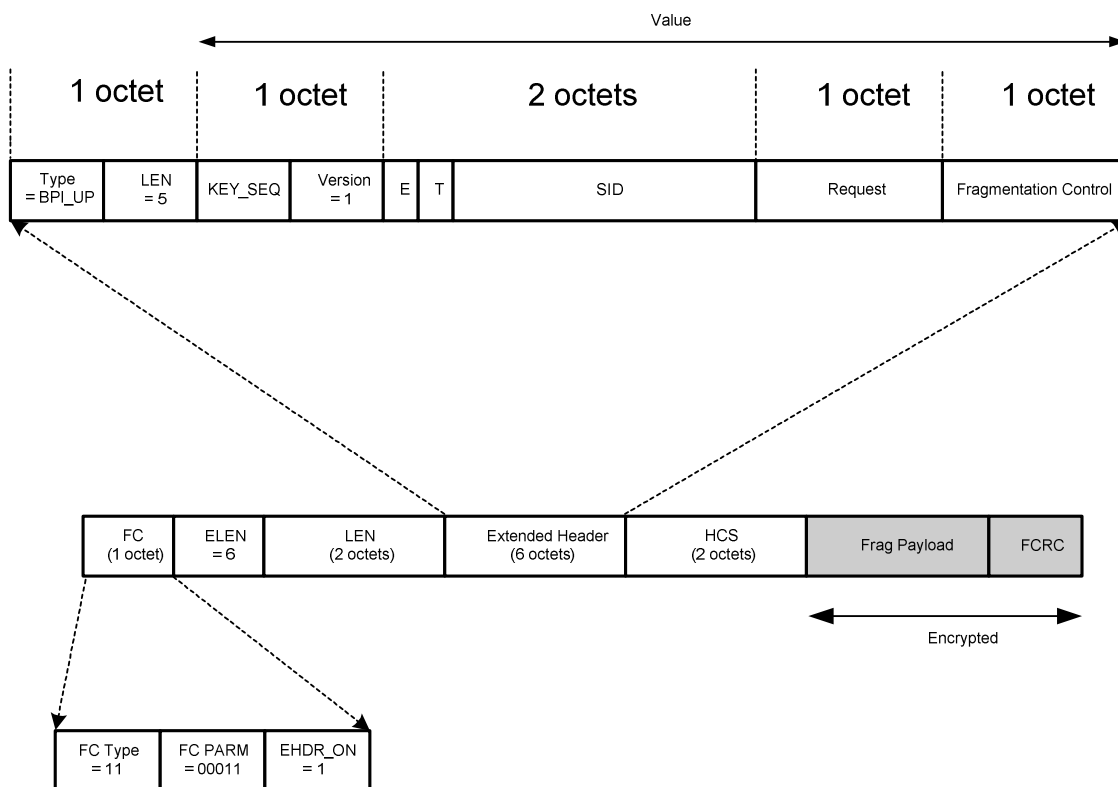 Value
1 octet
1 octet
2 octets
1 octet
1 octet
Type
= BPI_UP
LEN
= 5
KEY_SEQ
Version
= 1
E
T
SID
Request
Fragmentation Control
FC
(1 octet)
ELEN
= 6
LEN
(2 octets)
Extended Header
(6 octets)
HCS
(2 octets)
Frag Payload
FCRC
Encrypted
FC Type
= 11
FC PARM
= 00011
EHDR_ON
= 1